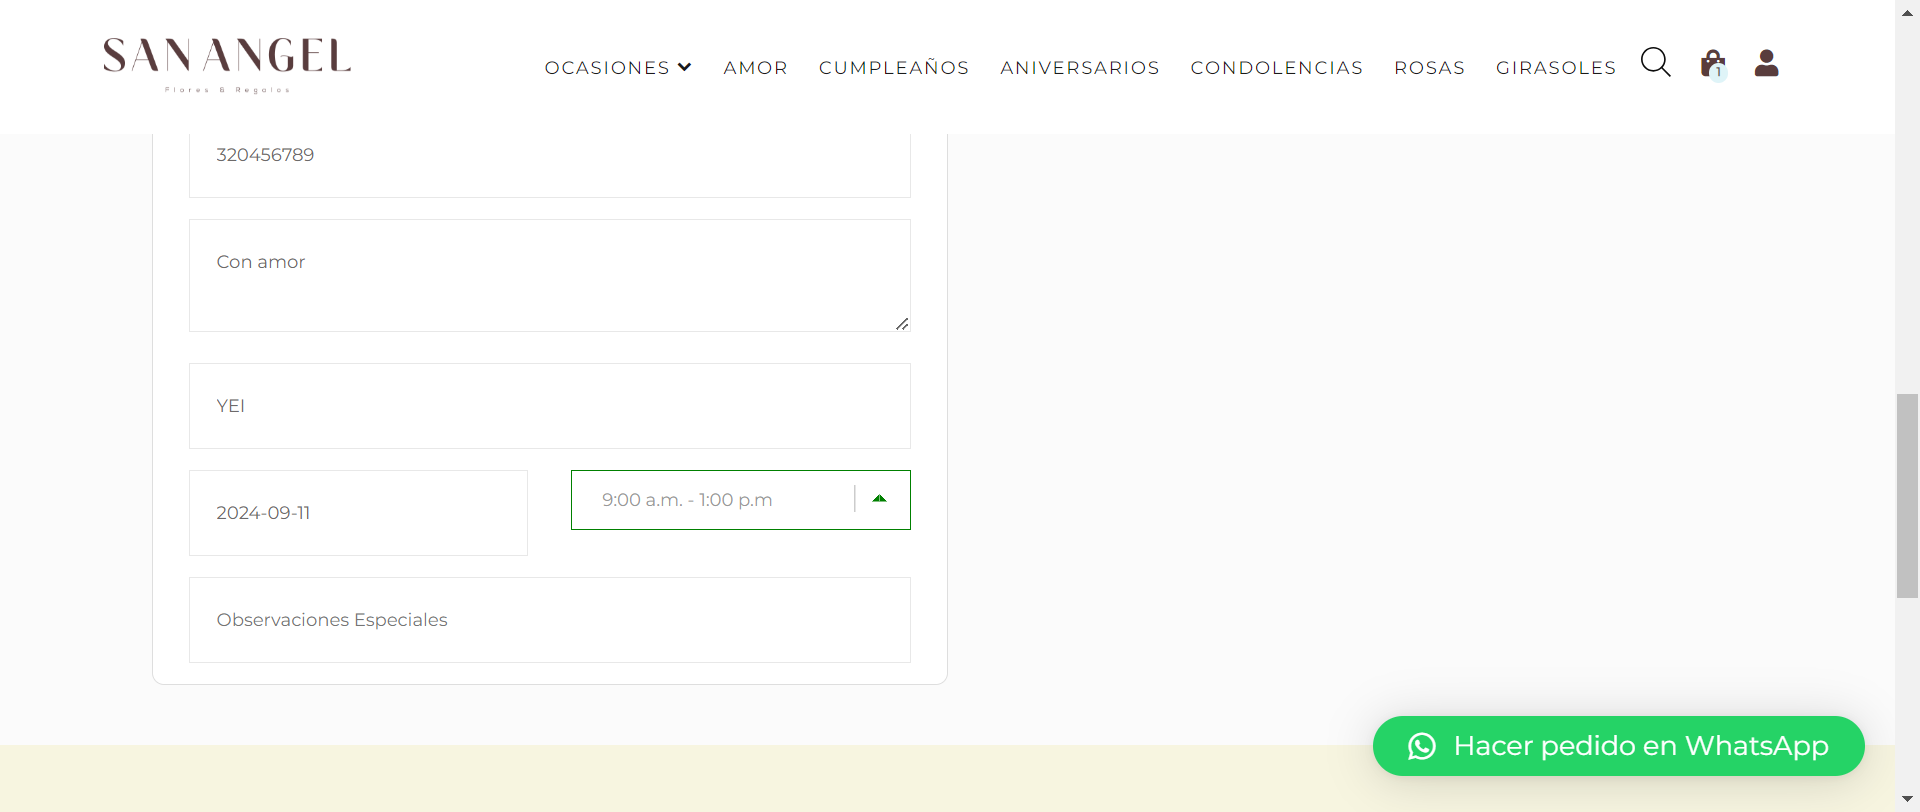 SAN ANGEL
Flores & Regalos
OCASIONES
AMOR
CUMPLEAÑOS
ANIVERSARIOS
CONDOLENCIAS
ROSAS
GIRASOLES
1
320456789
Con amor
YEI
2024-09-11
9:00 a.m. - 1:00 p.m
Observaciones Especiales
Hacer pedido en WhatsApp